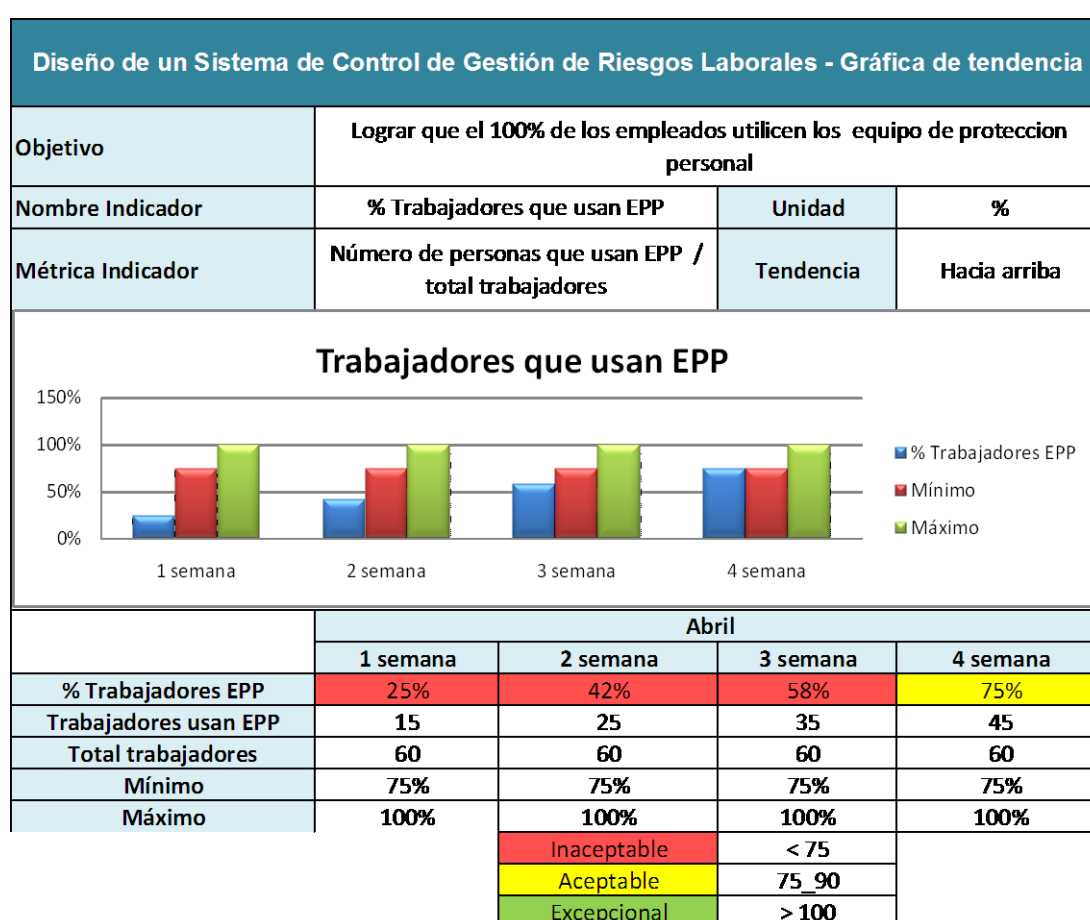 Diseño de un Sistema de Control de Gestión de Riesgos Laborales - Gráfica de tendencia
Objetivo
Lograr que el 100% de los empleados utilicen los equipo de proteccion
personal
Nombre Indicador
% Trabajadores que usan EPP
Unidad
%
Métrica Indicador
Número de personas que usan EPP /
total trabajadores
Tendencia
Hacia arriba
Trabajadores que usan EPP
150%
100%
50%
0%
1 semana
2 semana
3 semana
4 semana
% Trabajadores EPP
Mínimo
Máximo
Abril
1 semana 2 semana 3 semana 4 semana
% Trabajadores EPP 25% 42% 58% 75%
Trabajadores usan EPP 15 25 35 45
Total trabajadores 60 60 60 60
Mínimo 75% 75% 75% 75%
Máximo 100% 100% 100% 100%
Inaceptable < 75
Aceptable 75_90
Excepcional > 100